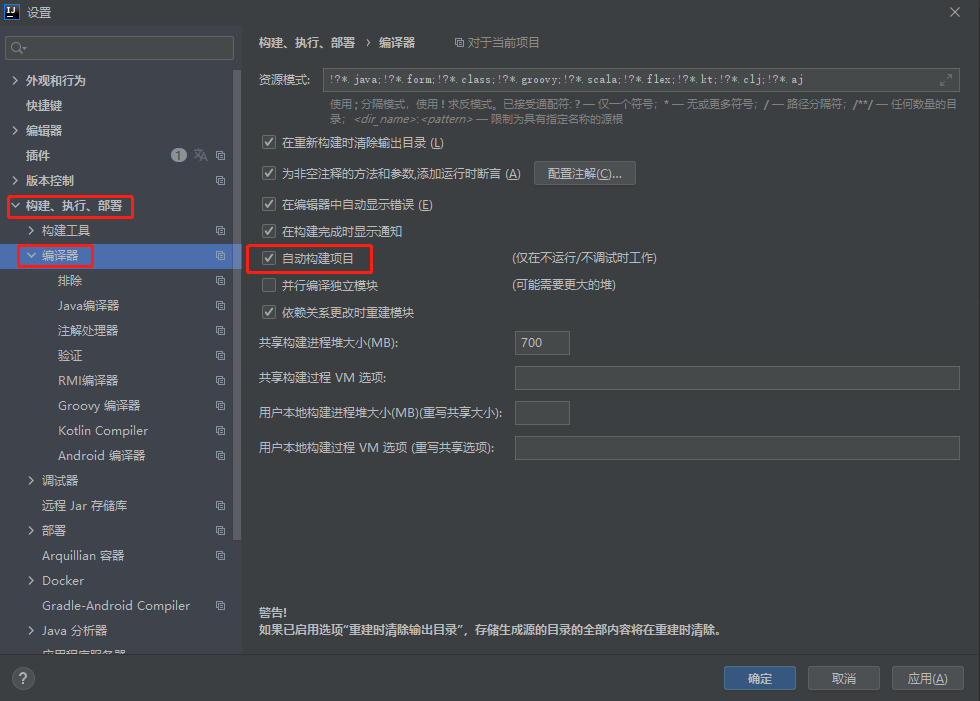 IJ 设置
外观和行为
快捷键
编辑器
插件 1
版本控制
构建、执行、部署
构建工具
编译器
排除
Java编译器
注解处理器
验证
RMI编译器
Groovy 编译器
Kotlin Compiler
Android 编译器
调试器
远程 Jar 存储库
部署
Arquillian 容器
Docker
Gradle-Android Compiler
Java 分析器
应用程序服务器
构建、执行、部署 › 编译器 对于当前项目
资源模式: !?*.java;!?*.form;!?*.class;!?*.groovy;!?*.scala;!?*.flex;!?*.kt;!?*.clj;!?*.aj
使用 ; 分隔模式，使用 ! 求反模式。已接受通配符: ? — 仅一个符号；* — 无或更多符号；/ — 路径分隔符；/**/ — 任何数量的目
录；<dir_name>:<pattern> — 限制为具有指定名称的源根
在重新构建时清除输出目录 (L)
为非空注释的方法和参数,添加运行时断言 (A) 配置注解(C)...
在编辑器中自动显示错误 (E)
在构建完成时显示通知
自动构建项目 (仅在不运行/不调试时工作)
并行编译独立模块 (可能需要更大的堆)
依赖关系更改时重建模块
共享构建进程堆大小(MB): 700
共享构建过程 VM 选项:
用户本地构建进程堆大小(MB)(重写共享大小):
用户本地构建过程 VM 选项 (重写共享选项):
警告!
如果已启用选项“重建时清除输出目录”，存储生成源的目录的全部内容将在重建时清除。
? 确定 取消 应用(A)